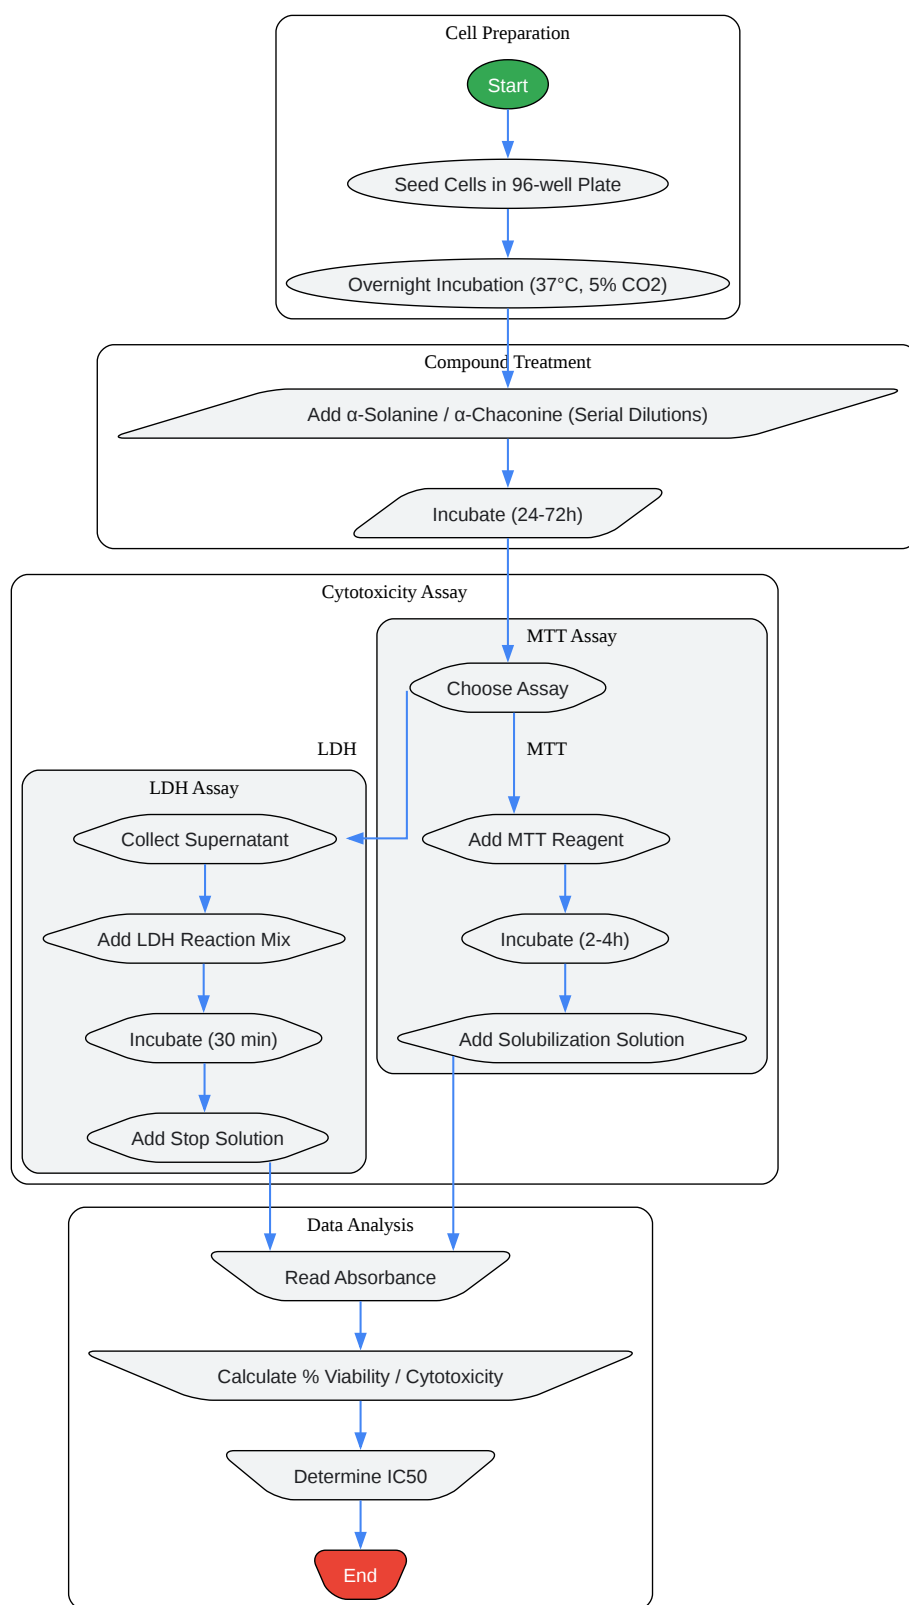 Cell Preparation
Start
Seed Cells in 96-well Plate
Overnight Incubation (37°C, 5% CO2)
Compound Treatment
Add α-Solanine / α-Chaconine (Serial Dilutions)
Incubate (24-72h)
Cytotoxicity Assay
MTT Assay
Choose Assay
LDH
MTT
LDH Assay
Collect Supernatant
Add MTT Reagent
Add LDH Reaction Mix
Incubate (2-4h)
Incubate (30 min)
Add Solubilization Solution
Add Stop Solution
Data Analysis
Read Absorbance
Calculate % Viability / Cytotoxicity
Determine IC50
End